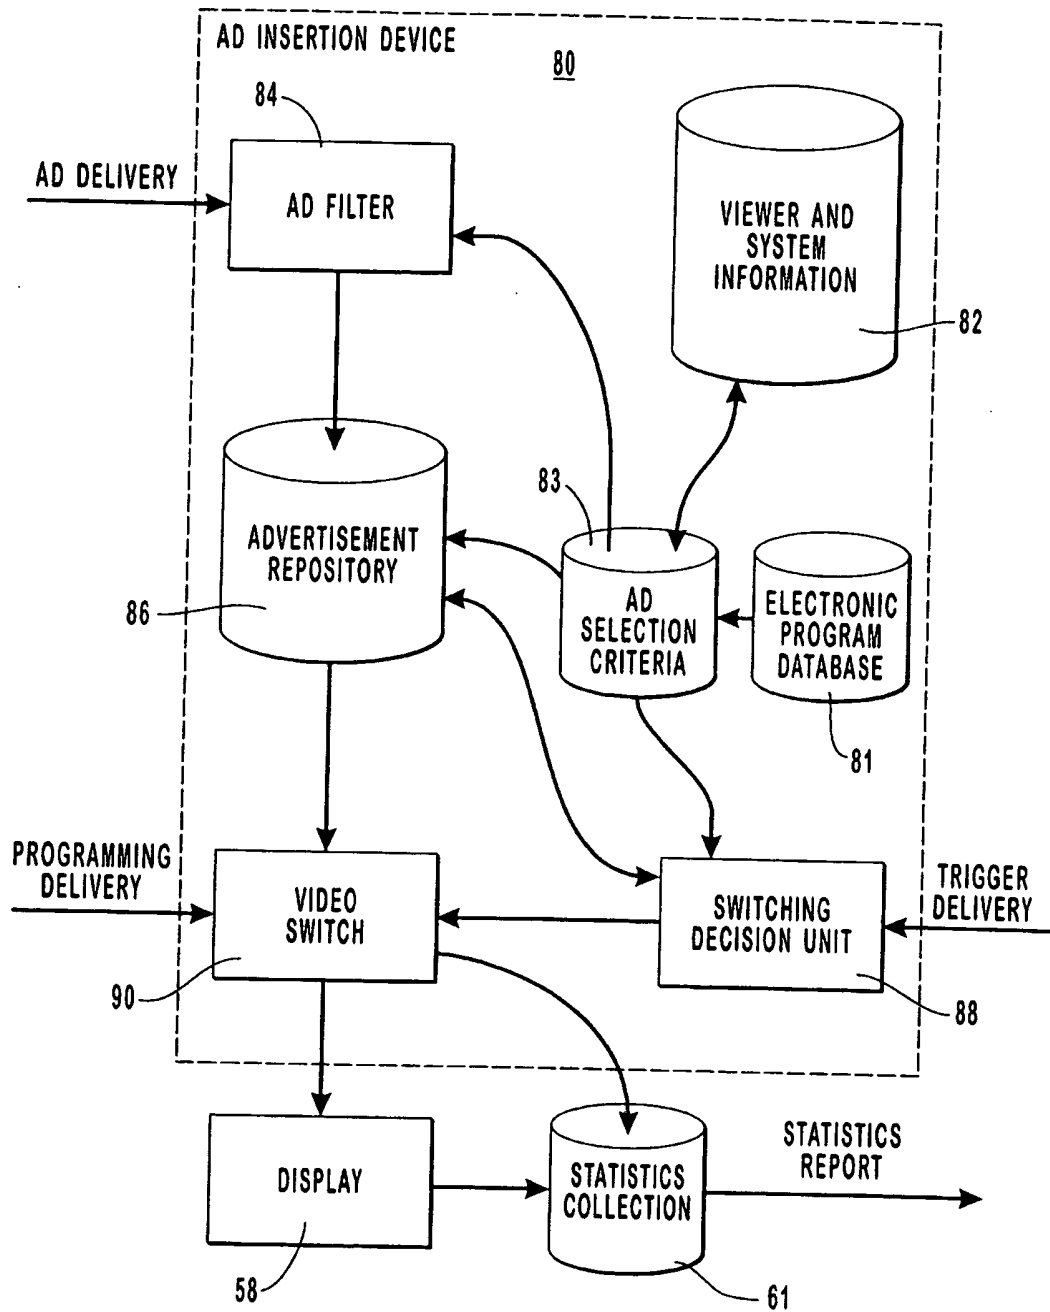 AD INSERTION DEVICE
80
84
AD DELIVERY
AD FILTER
VIEWER AND
SYSTEM
INFORMATION
82
83
ADVERTISEMENT
REPOSITORY
86
AD
SELECTION
CRITERIA
ELECTRONIC
PROGRAM
DATABASE
81
PROGRAMMING
DELIVERY
VIDEO
SWITCH
90
SWITCHING
DECISION UNIT
88
TRIGGER
DELIVERY
DISPLAY
58
STATISTICS
COLLECTION
61
STATISTICS
REPORT